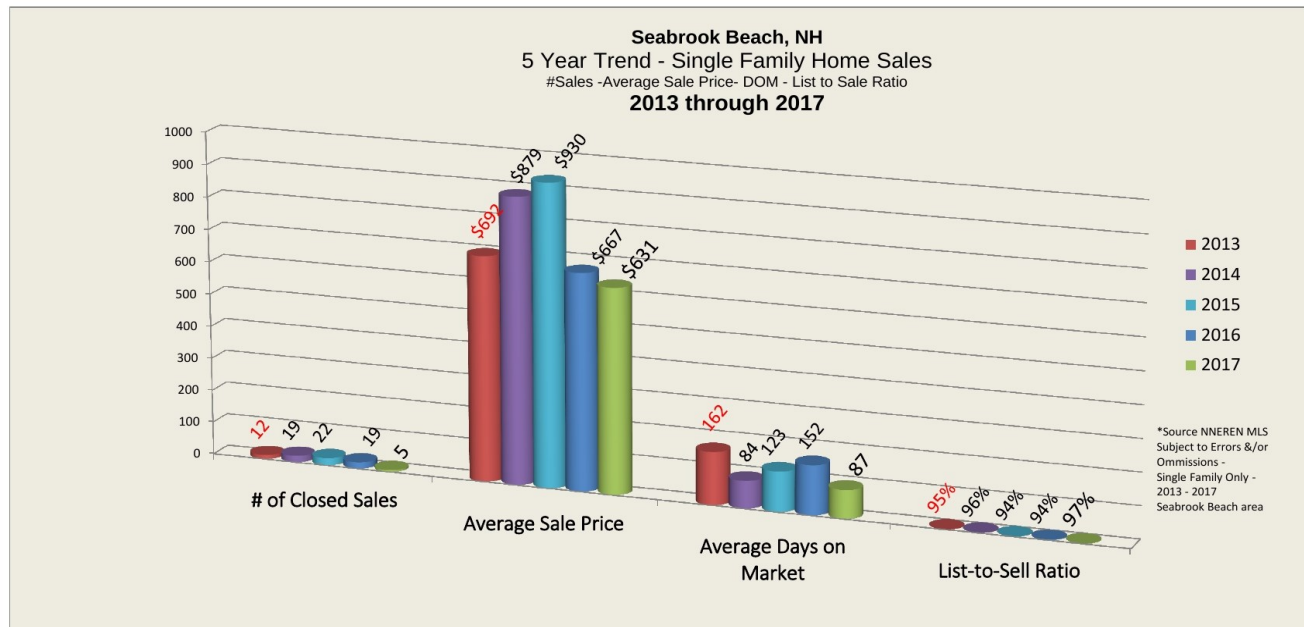 Seabrook Beach, NH
5 Year Trend - Single Family Home Sales
#Sales -Average Sale Price- DOM - List to Sale Ratio
2013 through 2017
1000
900
800
700
600
500
400
300
200
100
0
12
19
22
19
5
$692
$879
$930
$667
$631
162
84
123
152
87
95%
96%
94%
94%
97%
# of Closed Sales
Average Sale Price
Average Days on
Market
List-to-Sell Ratio
2013
2014
2015
2016
2017
*Source NNEREN MLS
Subject to Errors &/or
Ommissions -
Single Family Only -
2013 - 2017
Seabrook Beach area